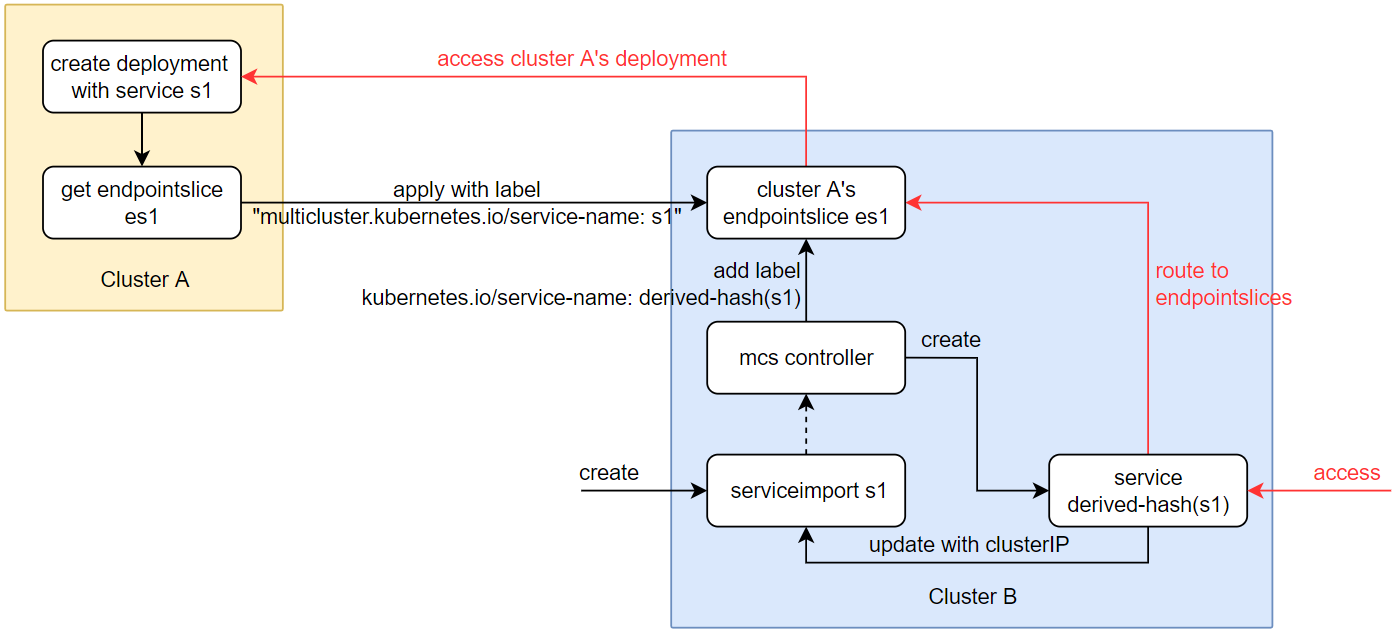 access cluster A's deployment
create deployment
with service s1
get endpointslice
es1
apply with label
"multicluster.kubernetes.io/service-name: s1"
cluster A's
endpointslice es1
Cluster A
add label
kubernetes.io/service-name: derived-hash(s1)
route to
endpointslices
mcs controller
create
create
serviceimport s1
service
derived-hash(s1)
access
update with clusterIP
Cluster B